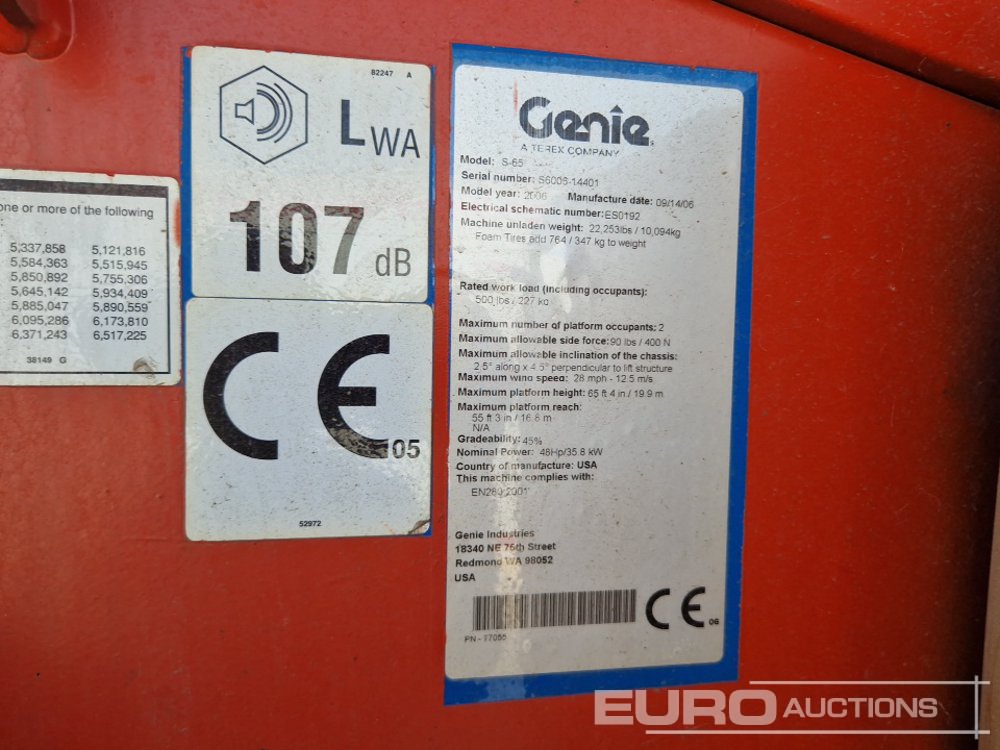 one or more of the following
5,337,858 5,121,816
5,584,363 5,515,945
5,850,892 5,755,306
5,645,142 5,934,409
5,885,047 5,890,559
6,095,286 6,173,810
6,371,243 6,517,225
38149 G
82247 A
LWA
107 dB
CE 05
52972
Genie
A TEREX COMPANY
Model: S-65
Serial number: S6006-14401
Model year: 2006 Manufacture date: 09/14/06
Electrical schematic number: ES0192
Machine unladen weight: 22,253lbs / 10,094kg
Foam Tires add 764 / 347 kg to weight
Rated work load (including occupants):
500 lbs / 227 kg
Maximum number of platform occupants: 2
Maximum allowable side force: 90 lbs / 400 N
Maximum allowable inclination of the chassis:
2.5° along x 4.5° perpendicular to lift structure
Maximum wind speed: 28 mph - 12.5 m/s
Maximum platform height: 65 ft 4 in / 19.9 m
Maximum platform reach:
55 ft 3 in / 16.8 m
N/A
Gradeability: 45%
Nominal Power: 48Hp/35.8 kW
Country of manufacture: USA
This machine complies with:
EN280:2001
Genie Industries
18340 NE 76th Street
Redmond WA 98052
USA
CE 06
PN -
EURO AUCTIONS